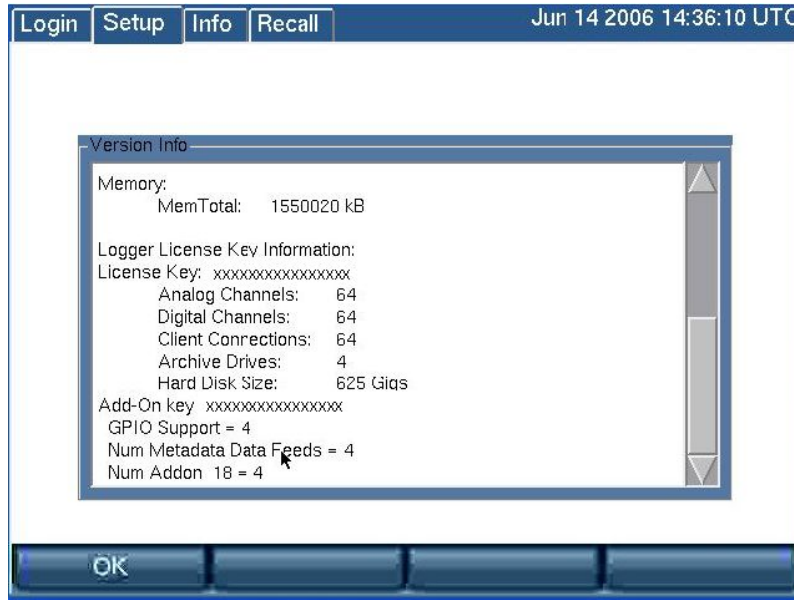 Login Setup Info Recall Jun 14 2006 14:36:10 UTC
Version Info
Memory:
MemTotal: 1550020 kB
Logger License Key Information:
License Key: xxxxxxxxxxxxxxxx
Analog Channels: 64
Digital Channels: 64
Client Connections: 64
Archive Drives: 4
Hard Disk Size: 625 Gigs
Add-On key xxxxxxxxxxxxxxxx
GPIO Support = 4
Num Metadata Data Feeds = 4
Num Addon 18 = 4
OK